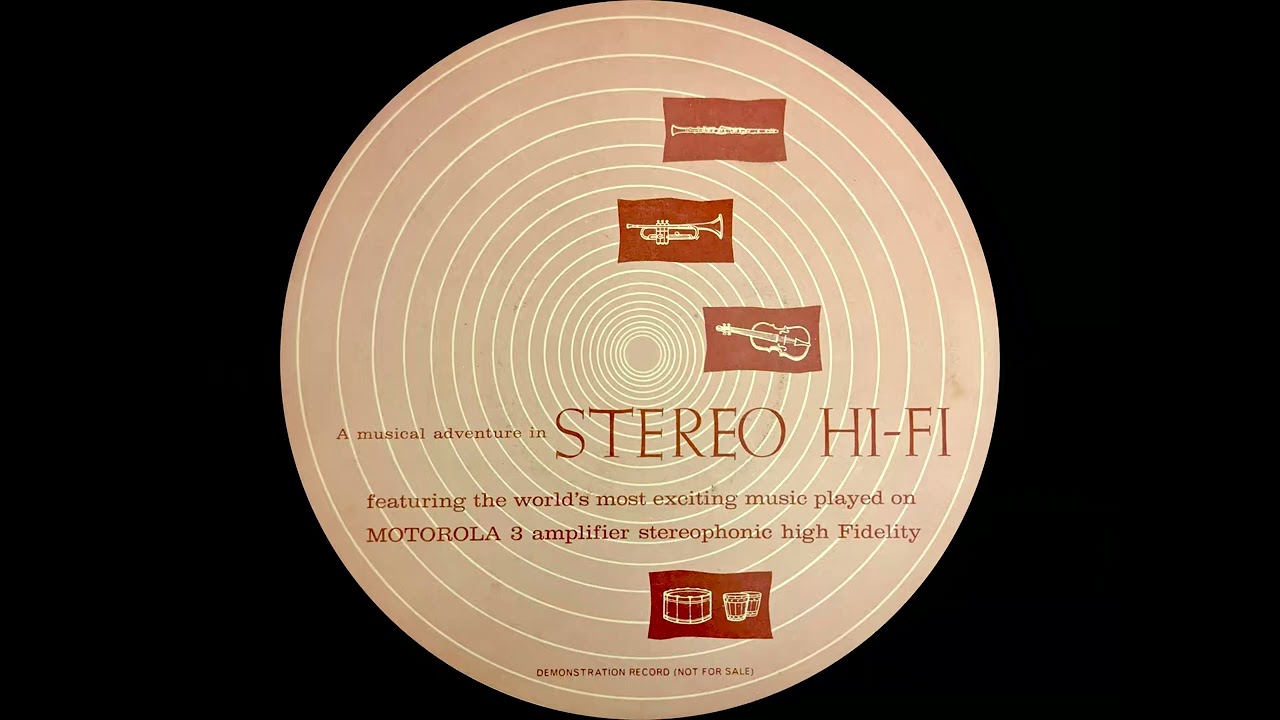 A musical adventure in STEREO HI-FI
featuring the world's most exciting music played on
MOTOROLA 3 amplifier stereophonic high Fidelity
DEMONSTRATION RECORD (NOT FOR SALE)